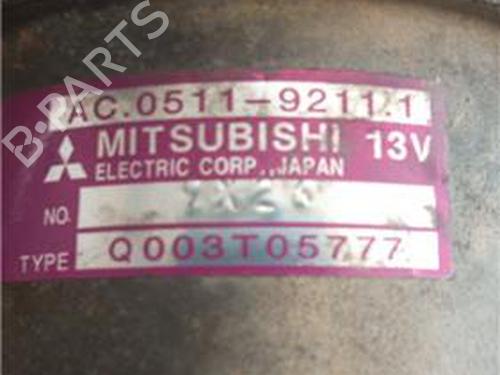 B-PARTS
AC.0511-9211.1
MITSUBISHI 13V
ELECTRIC CORP.,JAPAN
NO.
TYPE Q003T05777